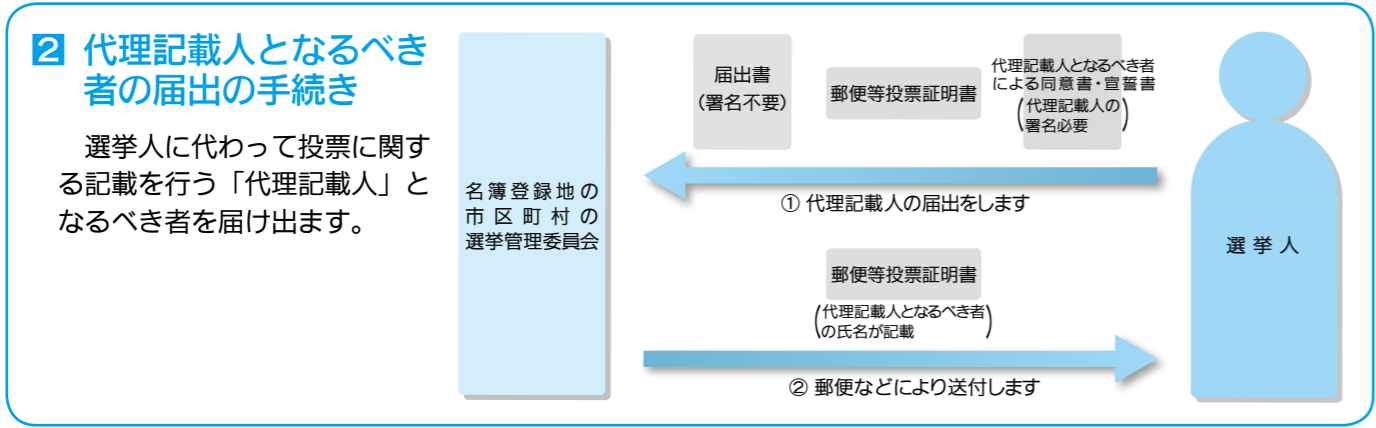 2 代理記載人となるべき
者の届出の手続き
選挙人に代わって投票に関す
る記載を行う「代理記載人」と
なるべき者を届け出ます。
名簿登録地の
市区町村の
選挙管理委員会
届出書
(署名不要)
郵便等投票証明書
代理記載人となるべき者
による同意書・宣誓書
(代理記載人の
署名必要)
① 代理記載人の届出をします
郵便等投票証明書
(代理記載人となるべき者
の氏名が記載)
② 郵便などにより送付します
選挙人